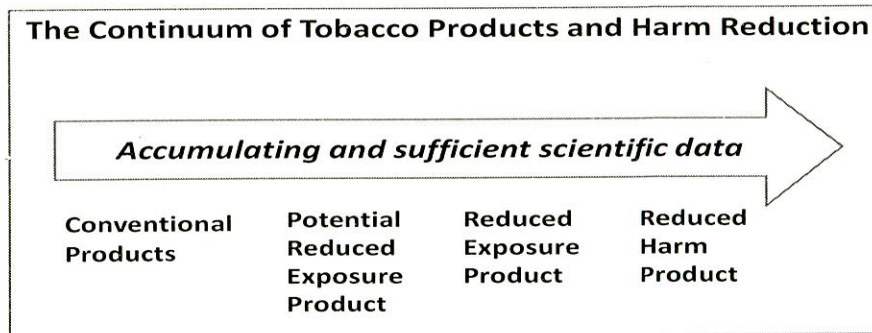 The Continuum of Tobacco Products and Harm Reduction
Accumulating and sufficient scientific data
Conventional
Products
Potential
Reduced
Exposure
Product
Reduced
Exposure
Product
Reduced
Harm
Product